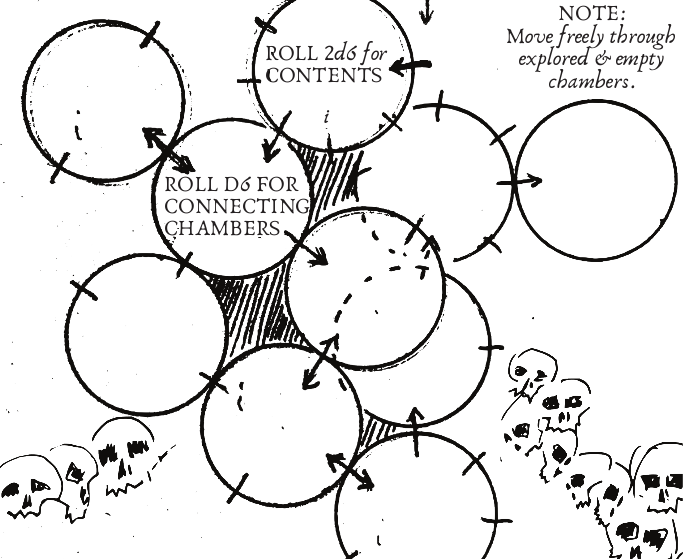 NOTE:
Move freely through
explored & empty
chambers.
ROLL 2d6 for
CONTENTS
ROLL D6 FOR
CONNECTING
CHAMBERS